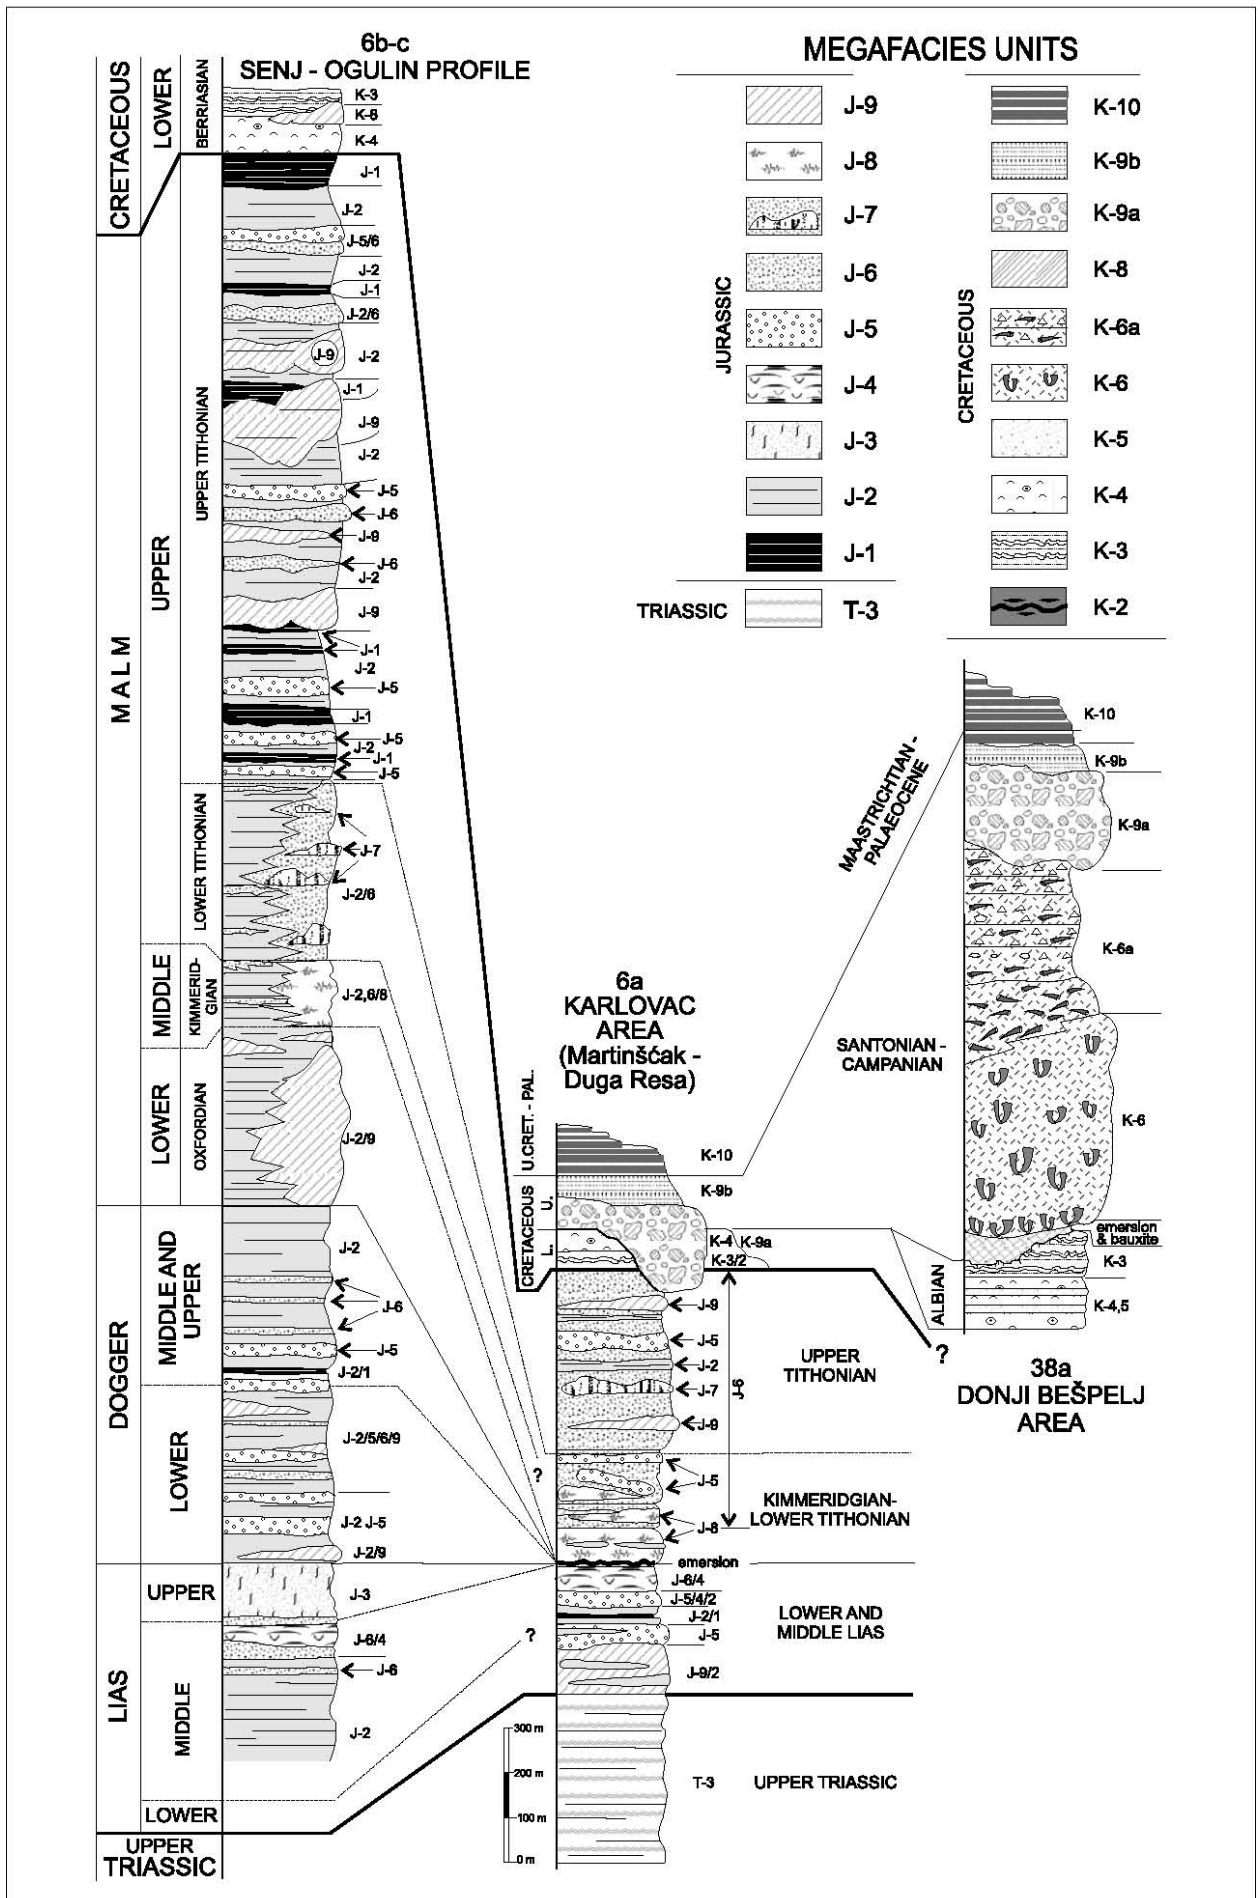 6b-c
SENJ - OGULIN PROFILE
CRETACEOUS
LOWER
BERRIASIAN
K-3
K-8
K-4
J-1
J-2
J-5/6
J-2
J-1
J-2/6
J-9
J-2
J-1
J-9
J-2
J-5
J-6
J-9
J-6
J-2
J-9
J-1
J-2
J-5
J-1
J-5
J-2
J-1
J-5
MALM
UPPER
UPPER TITHONIAN
LOWER TITHONIAN
J-7
J-2/6
MIDDLE
KIMMERID-
GIAN
J-2,6/8
LOWER
OXFORDIAN
J-2/9
DOGGER
MIDDLE AND
UPPER
J-2
J-6
J-5
J-2/1
LOWER
J-2/5/6/9
J-2 J-5
J-2/9
LIAS
UPPER
J-3
MIDDLE
J-6/4
J-6
J-2
LOWER
UPPER
TRIASSIC
MEGAFACIES UNITS
JURASSIC
J-9
J-8
J-7
J-6
J-5
J-4
J-3
J-2
J-1
TRIASSIC
T-3
CRETACEOUS
K-10
K-9b
K-9a
K-8
K-6a
K-6
K-5
K-4
K-3
K-2
6a
KARLOVAC
AREA
(Martinšćak -
Duga Resa)
U.CRET. - PAL.
CRETACEOUS
U.
L.
K-10
K-9b
K-4
K-9a
K-3/2
J-9
J-5
J-2
J-7
J-9
J-6
UPPER
TITHONIAN
?
J-5
J-8
KIMMERIDGIAN-
LOWER TITHONIAN
emersion
J-6/4
J-5/4/2
J-2/1
J-5
J-9/2
?
LOWER AND
MIDDLE LIAS
T-3
UPPER TRIASSIC
300 m
200 m
100 m
0 m
MAASTRICHTIAN -
PALAEOCENE
SANTONIAN -
CAMPANIAN
ALBIAN
?
K-10
K-9b
K-9a
K-6a
K-6
emersion
& bauxite
K-3
K-4,5
38a
DONJI BEŠPELJ
AREA